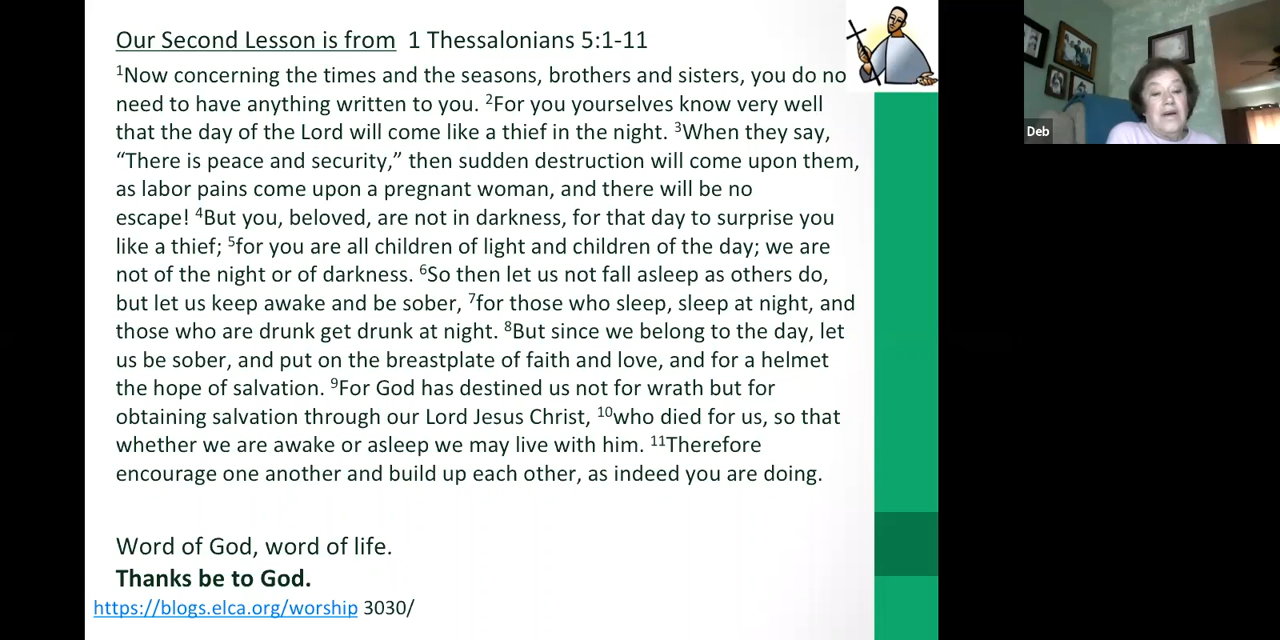 Our Second Lesson is from 1 Thessalonians 5:1-11
¹Now concerning the times and the seasons, brothers and sisters, you do no
need to have anything written to you. ²For you yourselves know very well
that the day of the Lord will come like a thief in the night. ³When they say,
“There is peace and security,” then sudden destruction will come upon them,
as labor pains come upon a pregnant woman, and there will be no
escape! ⁴But you, beloved, are not in darkness, for that day to surprise you
like a thief; ⁵for you are all children of light and children of the day; we are
not of the night or of darkness. ⁶So then let us not fall asleep as others do,
but let us keep awake and be sober, ⁷for those who sleep, sleep at night, and
those who are drunk get drunk at night. ⁸But since we belong to the day, let
us be sober, and put on the breastplate of faith and love, and for a helmet
the hope of salvation. ⁹For God has destined us not for wrath but for
obtaining salvation through our Lord Jesus Christ, ¹⁰who died for us, so that
whether we are awake or asleep we may live with him. ¹¹Therefore
encourage one another and build up each other, as indeed you are doing.
Word of God, word of life.
Thanks be to God.
https://blogs.elca.org/worship 3030/
Deb